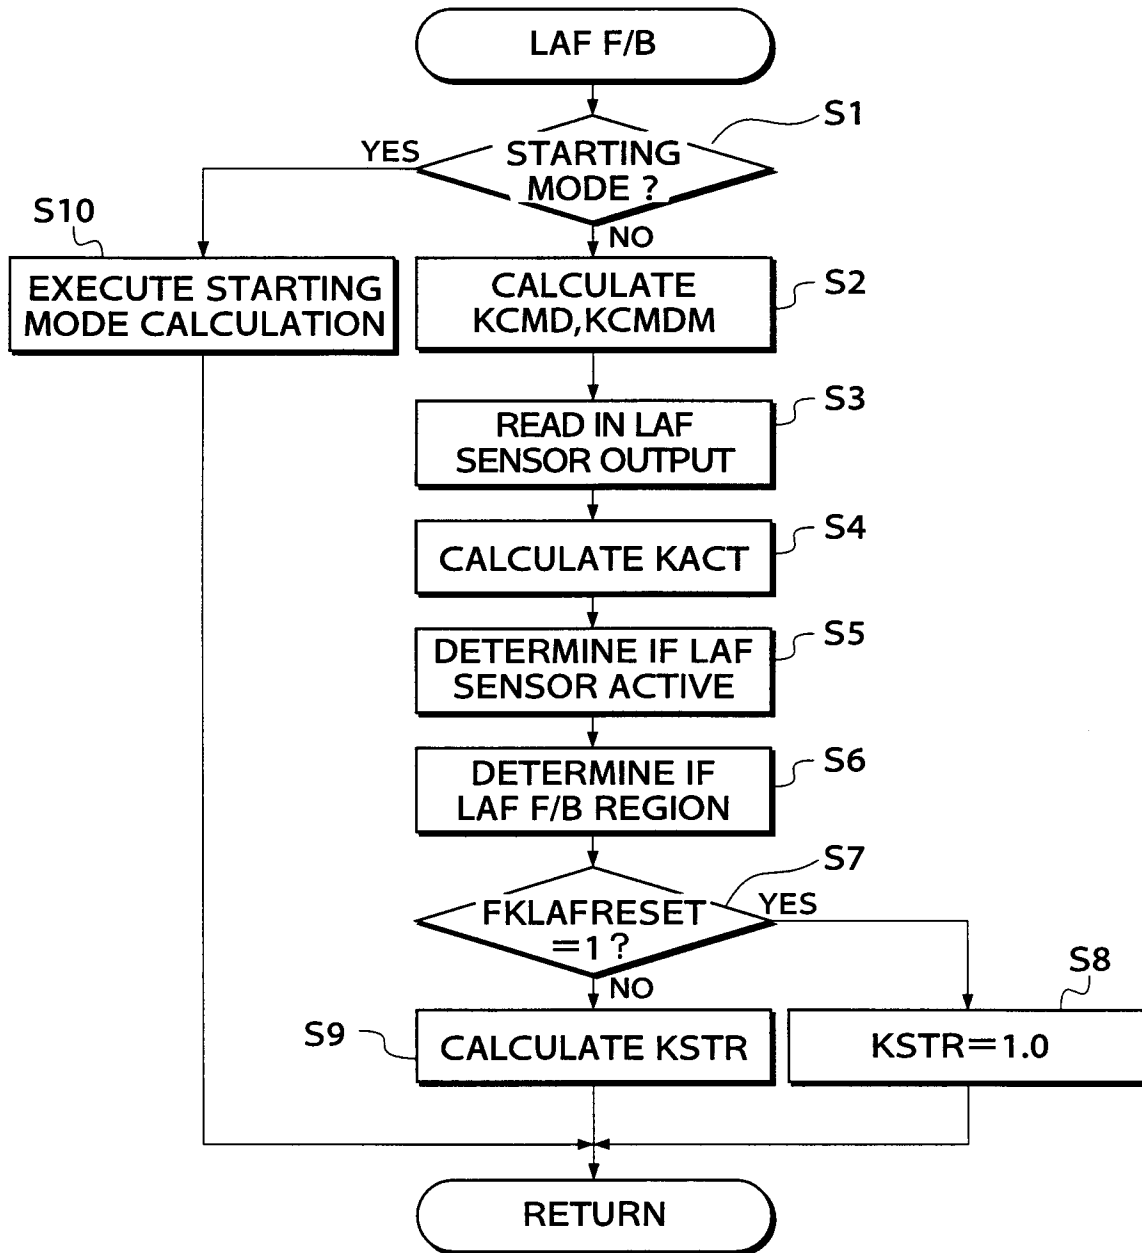 LAF F/B
S1
YES
STARTING
MODE ?
NO
S10
EXECUTE STARTING
MODE CALCULATION
S2
CALCULATE
KCMD,KCMDM
S3
READ IN LAF
SENSOR OUTPUT
S4
CALCULATE KACT
S5
DETERMINE IF LAF
SENSOR ACTIVE
S6
DETERMINE IF
LAF F/B REGION
S7
FKLAFRESET
=1?
YES
NO
S8
KSTR=1.0
S9
CALCULATE KSTR
RETURN